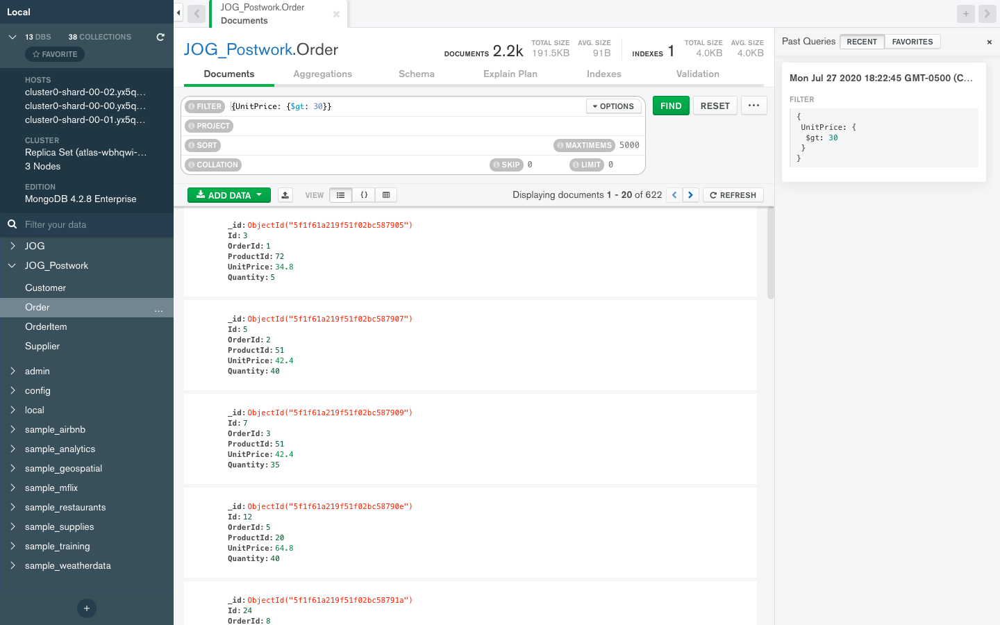 Local
13 DBS 38 COLLECTIONS
FAVORITE
HOSTS
cluster0-shard-00-02.yx5q...
cluster0-shard-00-00.yx5q...
cluster0-shard-00-01.yx5q...
CLUSTER
Replica Set (atlas-wbhqwi-...
3 Nodes
EDITION
MongoDB 4.2.8 Enterprise
Filter your data
JOG
JOG_Postwork
Customer
Order ...
OrderItem
Supplier
admin
config
local
sample_airbnb
sample_analytics
sample_geospatial
sample_mflix
sample_restaurants
sample_supplies
sample_training
sample_weatherdata
+
JOG_Postwork.Order
Documents
JOG_Postwork.Order
DOCUMENTS 2.2k TOTAL SIZE 191.5KB AVG. SIZE 91B INDEXES 1 TOTAL SIZE 4.0KB AVG. SIZE 4.0KB
Documents Aggregations Schema Explain Plan Indexes Validation
FILTER {UnitPrice: {$gt: 30}} OPTIONS FIND RESET ...
PROJECT
SORT MAXTIMEMS 5000
COLLATION SKIP 0 LIMIT 0
ADD DATA VIEW {} Displaying documents 1 - 20 of 622 < > REFRESH
_id: ObjectId("5f1f61a219f51f02bc587905")
Id: 3
OrderId: 1
ProductId: 72
UnitPrice: 34.8
Quantity: 5
_id: ObjectId("5f1f61a219f51f02bc587907")
Id: 5
OrderId: 2
ProductId: 51
UnitPrice: 42.4
Quantity: 40
_id: ObjectId("5f1f61a219f51f02bc587909")
Id: 7
OrderId: 3
ProductId: 51
UnitPrice: 42.4
Quantity: 35
_id: ObjectId("5f1f61a219f51f02bc58790e")
Id: 12
OrderId: 5
ProductId: 20
UnitPrice: 64.8
Quantity: 40
_id: ObjectId("5f1f61a219f51f02bc58791a")
Id: 24
OrderId: 8
Past Queries RECENT FAVORITES ×
Mon Jul 27 2020 18:22:45 GMT-0500 (C...
FILTER
{
UnitPrice: {
$gt: 30
}
}